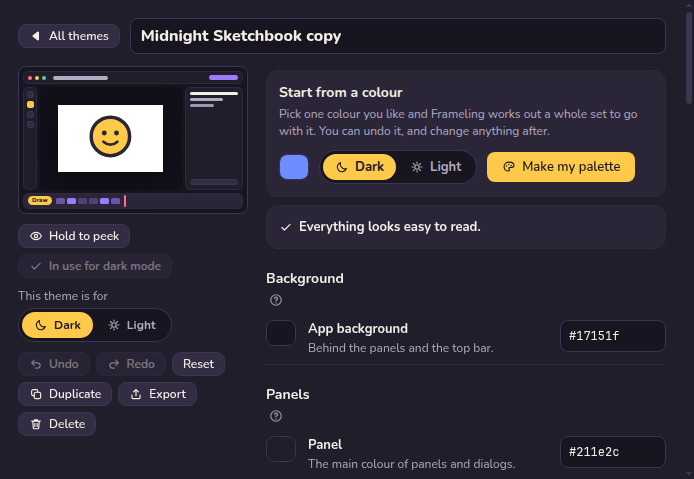 All themes
Midnight Sketchbook copy
Draw
Hold to peek
In use for dark mode
This theme is for
Dark
Light
Undo
Redo
Reset
Duplicate
Export
Delete
Start from a colour
Pick one colour you like and Frameling works out a whole set to go
with it. You can undo it, and change anything after.
Dark
Light
Make my palette
Everything looks easy to read.
Background
App background
Behind the panels and the top bar.
#17151f
Panels
Panel
The main colour of panels and dialogs.
#211e2c